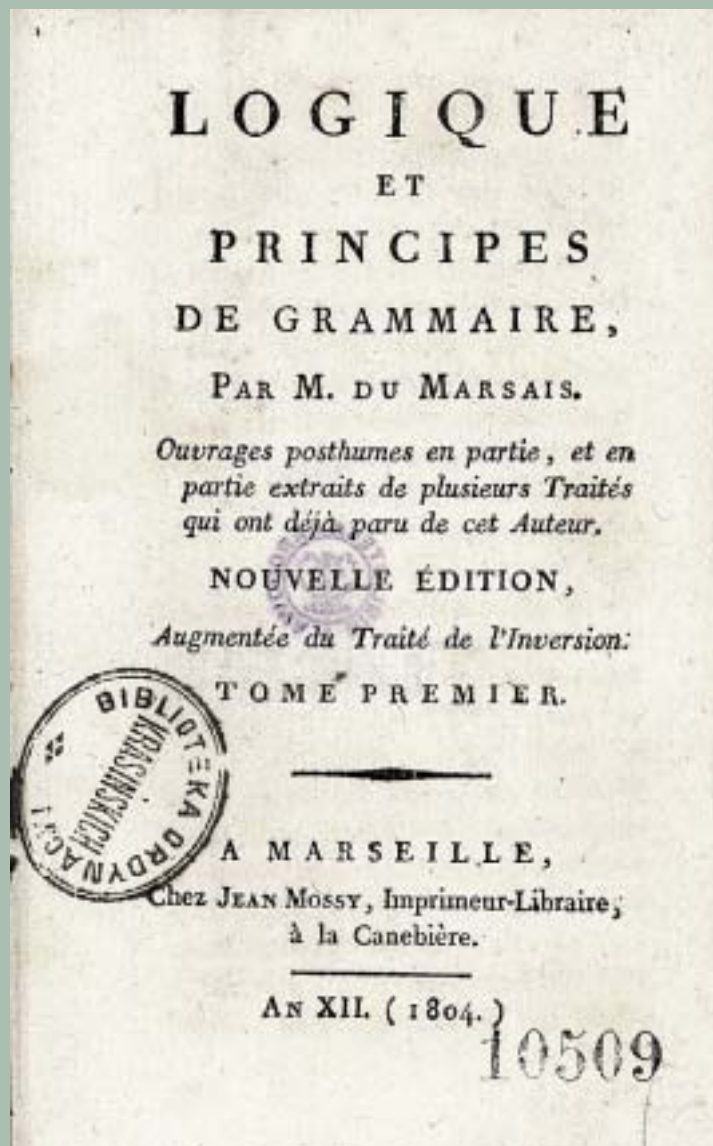 LOGIQUE
ET
PRINCIPES
DE GRAMMAIRE,
PAR M. DU MARSAIS.
Ouvrages posthumes en partie, et en
partie extraits de plusieurs Traités
qui ont déjà paru de cet Auteur.
NOUVELLE ÉDITION,
Augmentée du Traité de l'Inversion.
TOME PREMIER.
BIBLIOTEKA ORDYNACJI
KRASIŃSKICH
A MARSEILLE,
Chez JEAN MOSSY, Imprimeur-Libraire,
à la Canebière.
AN XII. (1804.)
10509